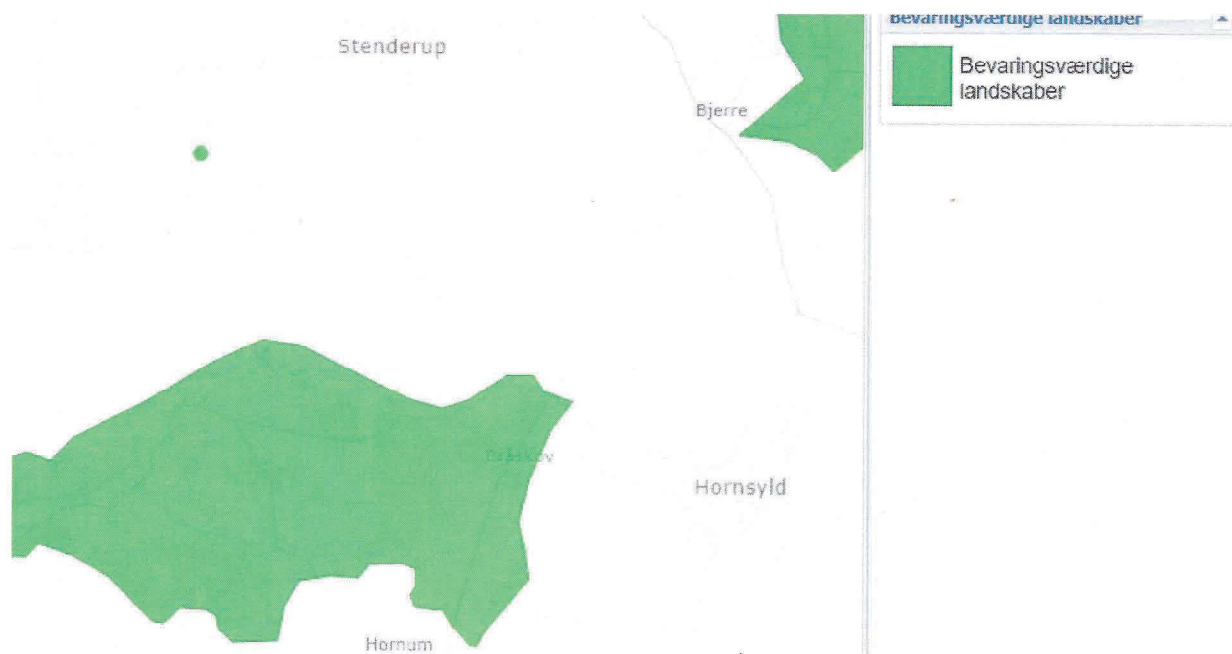 Stenderup
Bevaringsværdige landskaber
Bevaringsværdige
landskaber
Bjerre
Hornsyld
Hornum